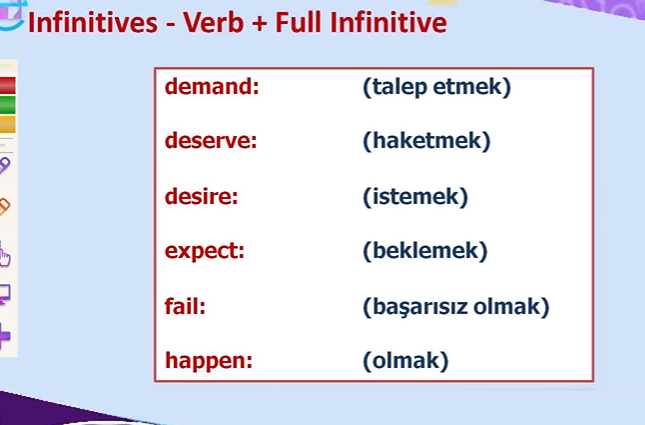 Infinitives - Verb + Full Infinitive
demand: (talep etmek)
deserve: (haketmek)
desire: (istemek)
expect: (beklemek)
fail: (başarısız olmak)
happen: (olmak)